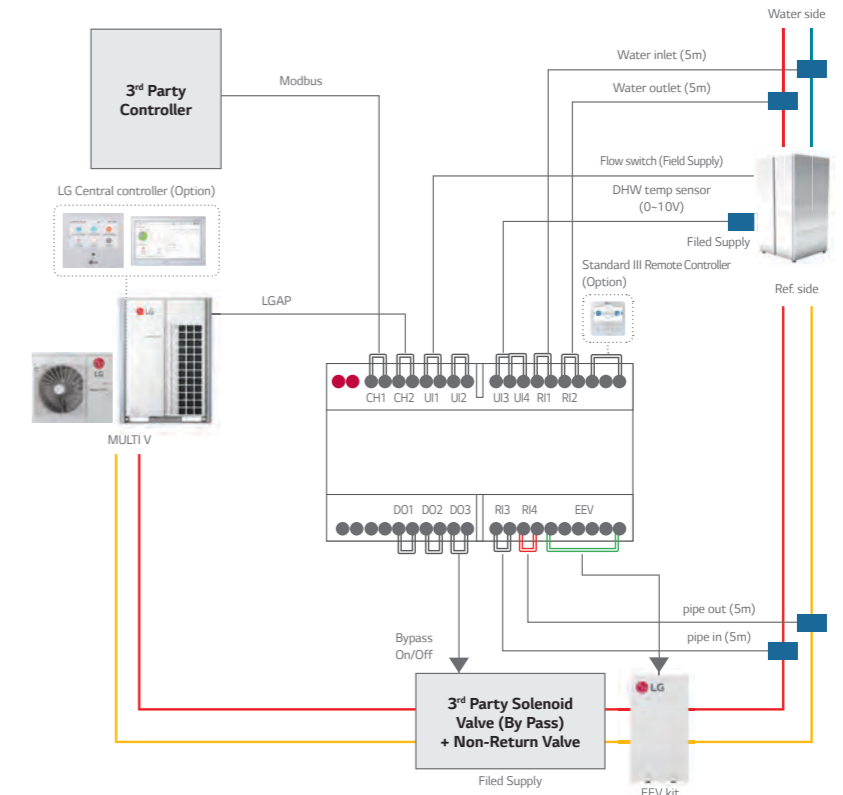 Water side
Water inlet (5m)
3rd Party
Controller
Modbus
Water outlet (5m)
Flow switch (Field Supply)
LG Central controller (Option)
DHW temp sensor
(0~10V)
Filed Supply
Standard III Remote Controller
(Option)
Ref. side
LGAP
LG
LG
CH1 CH2 UI1 UI2 UI3 UI4 RI1 RI2
MULTI V
DO1 DO2 DO3 RI3 RI4 EEV
pipe out (5m)
pipe in (5m)
Bypass
On/Off
LG
3rd Party Solenoid
Valve (By Pass)
+ Non-Return Valve
Filed Supply
EEV kit